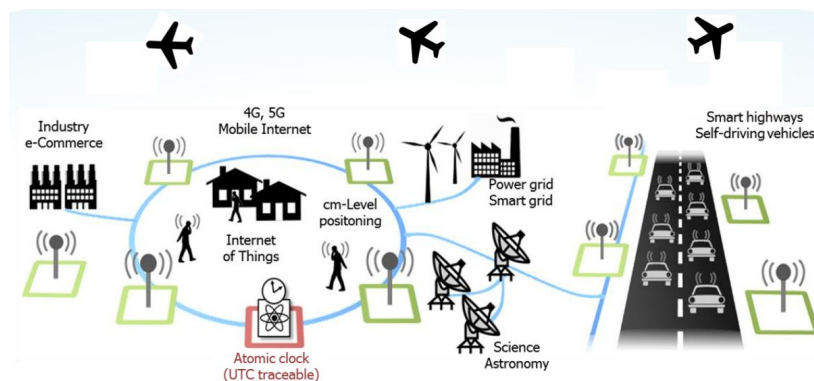 4G, 5G
Mobile Internet
Industry
e-Commerce
Smart highways
Self-driving vehicles
Power grid
Smart grid
cm-Level
positoning
Internet
of Things
Science
Astronomy
Atomic clock
(UTC traceable)